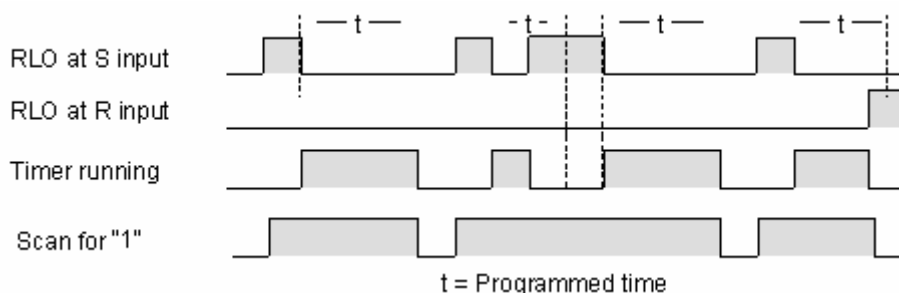 — t — - t - — t — — t —
RLO at S input
RLO at R input
Timer running
Scan for "1"
t = Programmed time